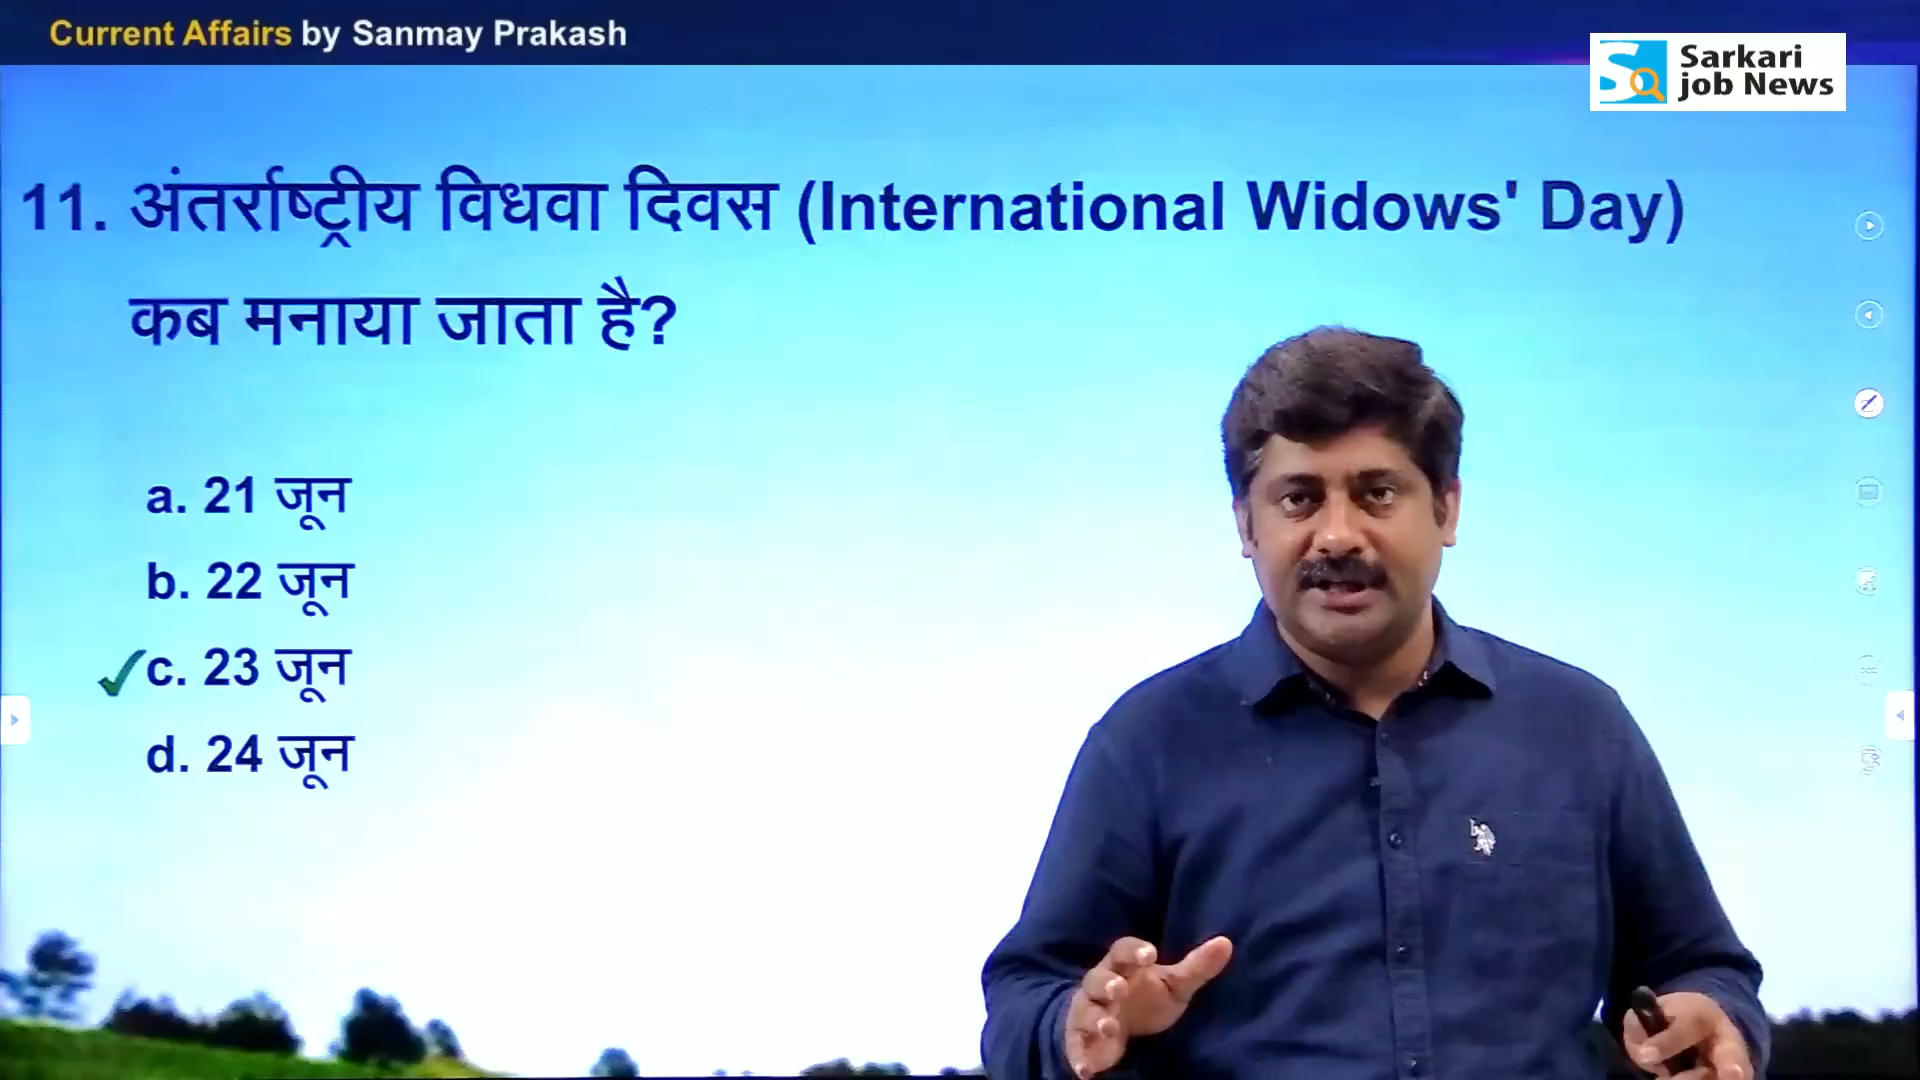 Current Affairs by Sanmay Prakash
Sarkari
Job News
11. अंतर्राष्ट्रीय विधवा दिवस (International Widows' Day)
कब मनाया जाता है?
a. 21 जून
b. 22 जून
c. 23 जून
d. 24 जून